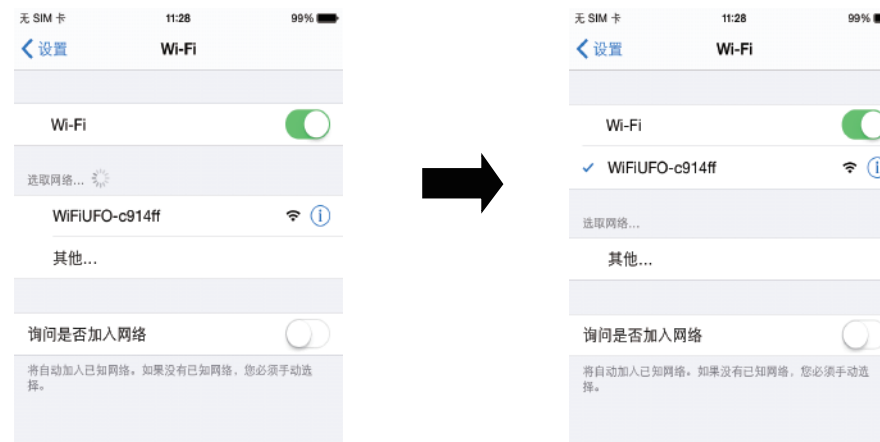 无 SIM 卡 11:28 99%
设置 Wi-Fi
Wi-Fi
选取网络...
WiFiUFO-c914ff
其他...
询问是否加入网络
将自动加入已知网络。如果没有已知网络，您必须手动选
择。
无 SIM 卡 11:28 99%
设置 Wi-Fi
Wi-Fi
WiFiUFO-c914ff
选取网络...
其他...
询问是否加入网络
将自动加入已知网络。如果没有已知网络，您必须手动选
择。